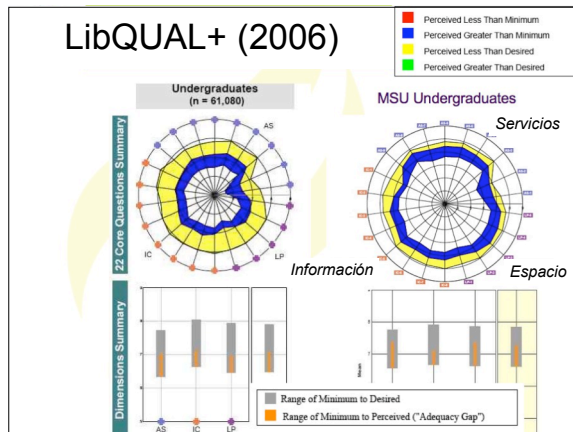 LibQUAL+ (2006)
Perceived Less Than Minimum
Perceived Greater Than Minimum
Perceived Less Than Desired
Perceived Greater Than Desired
Undergraduates
(n = 61,080)
MSU Undergraduates
Servicios
22 Core Questions Summary
AS
IC
LP
Información
Espacio
Dimensions Summary
Mean
AS
IC
LP
Range of Minimum to Desired
Range of Minimum to Perceived ("Adequacy Gap")